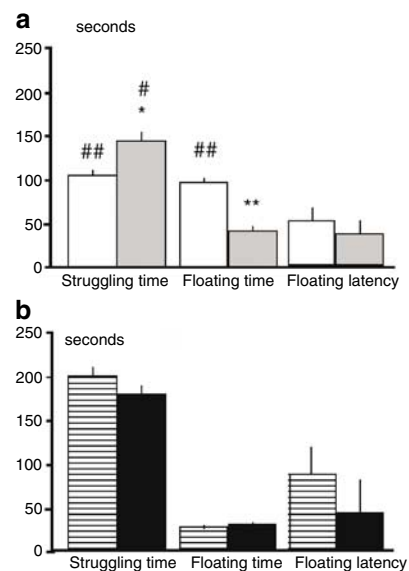 a
seconds
250
200
150
100
50
0
##
#
*
##
**
Struggling time Floating time Floating latency
b
seconds
250
200
150
100
50
0
Struggling time Floating time Floating latency